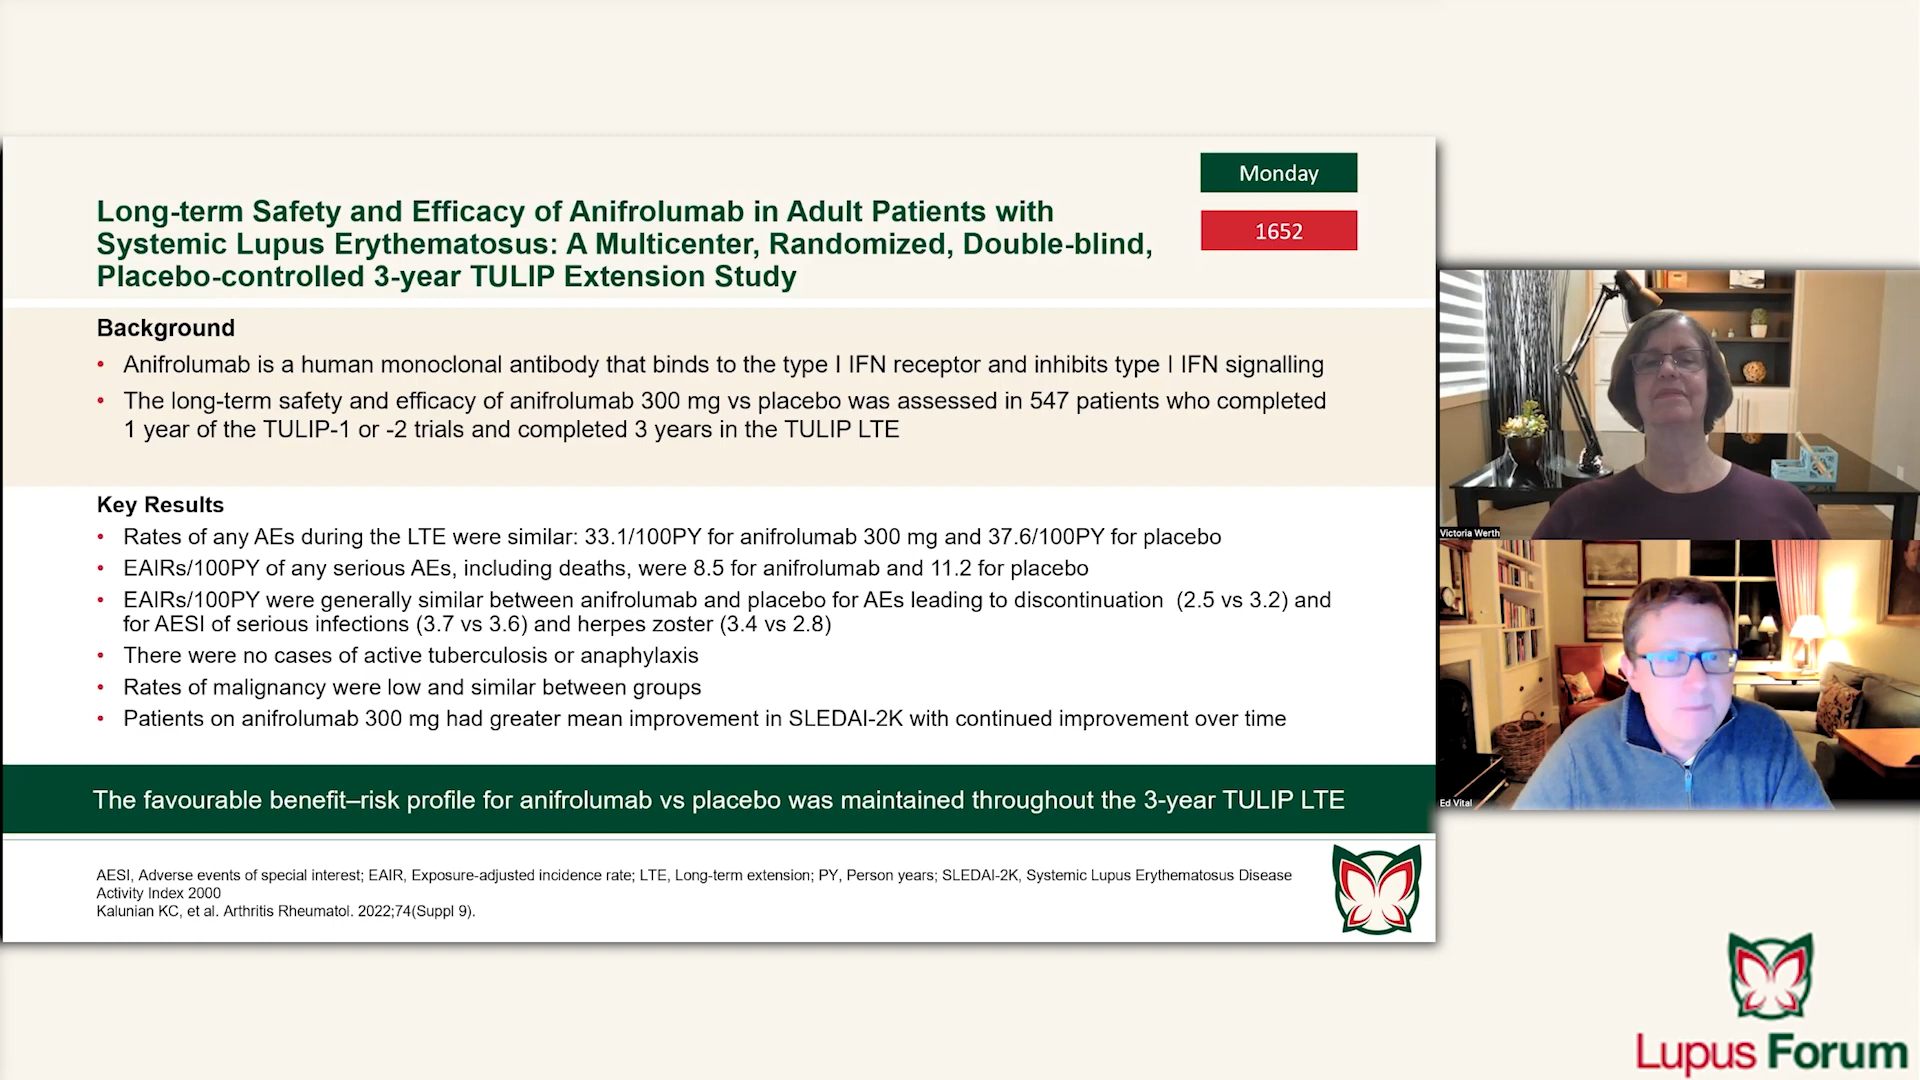 Monday
1652
Long-term Safety and Efficacy of Anifrolumab in Adult Patients with
Systemic Lupus Erythematosus: A Multicenter, Randomized, Double-blind,
Placebo-controlled 3-year TULIP Extension Study
Background
• Anifrolumab is a human monoclonal antibody that binds to the type I IFN receptor and inhibits type I IFN signalling
• The long-term safety and efficacy of anifrolumab 300 mg vs placebo was assessed in 547 patients who completed
1 year of the TULIP-1 or -2 trials and completed 3 years in the TULIP LTE
Key Results
• Rates of any AEs during the LTE were similar: 33.1/100PY for anifrolumab 300 mg and 37.6/100PY for placebo
• EAIRs/100PY of any serious AEs, including deaths, were 8.5 for anifrolumab and 11.2 for placebo
• EAIRs/100PY were generally similar between anifrolumab and placebo for AEs leading to discontinuation (2.5 vs 3.2) and
for AESI of serious infections (3.7 vs 3.6) and herpes zoster (3.4 vs 2.8)
• There were no cases of active tuberculosis or anaphylaxis
• Rates of malignancy were low and similar between groups
• Patients on anifrolumab 300 mg had greater mean improvement in SLEDAI-2K with continued improvement over time
The favourable benefit–risk profile for anifrolumab vs placebo was maintained throughout the 3-year TULIP LTE
AESI, Adverse events of special interest; EAIR, Exposure-adjusted incidence rate; LTE, Long-term extension; PY, Person years; SLEDAI-2K, Systemic Lupus Erythematosus Disease
Activity Index 2000
Kalunian KC, et al. Arthritis Rheumatol. 2022;74(Suppl 9).
Victoria Werth
Ed Vital
Lupus Forum